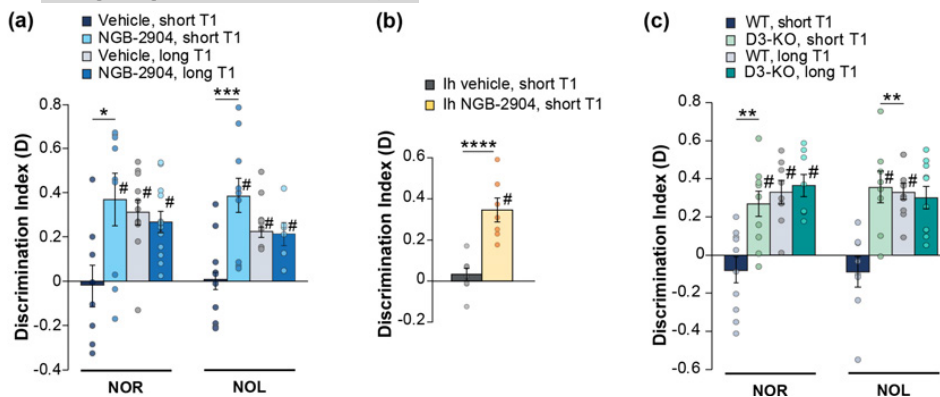 (a)
Vehicle, short T1
NGB-2904, short T1
Vehicle, long T1
NGB-2904, long T1
Discrimination Index (D)
0.8
0.6
0.4
0.2
0
-0.2
-0.4
*
***
#
#
#
#
#
#
NOR
NOL
(b)
Ih vehicle, short T1
Ih NGB-2904, short T1
Discrimination Index (D)
0.6
0.4
0.2
0
-0.2
****
#
(c)
WT, short T1
D3-KO, short T1
WT, long T1
D3-KO, long T1
Discrimination Index (D)
0.8
0.6
0.4
0.2
0
-0.2
-0.4
-0.6
**
**
#
#
#
#
#
NOR
NOL